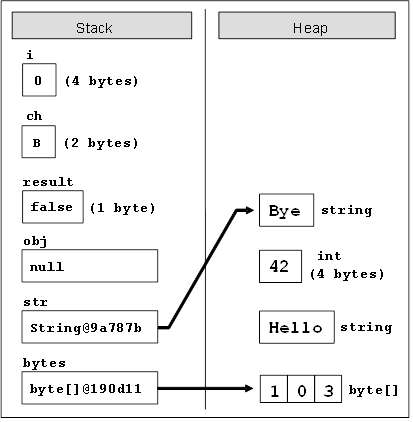 Stack
Heap
i
0 (4 bytes)
ch
B (2 bytes)
result
false (1 byte)
obj
null
str
String@9a787b
bytes
byte[]@190d11
Bye string
42 int
(4 bytes)
Hello string
1 0 3 byte[]